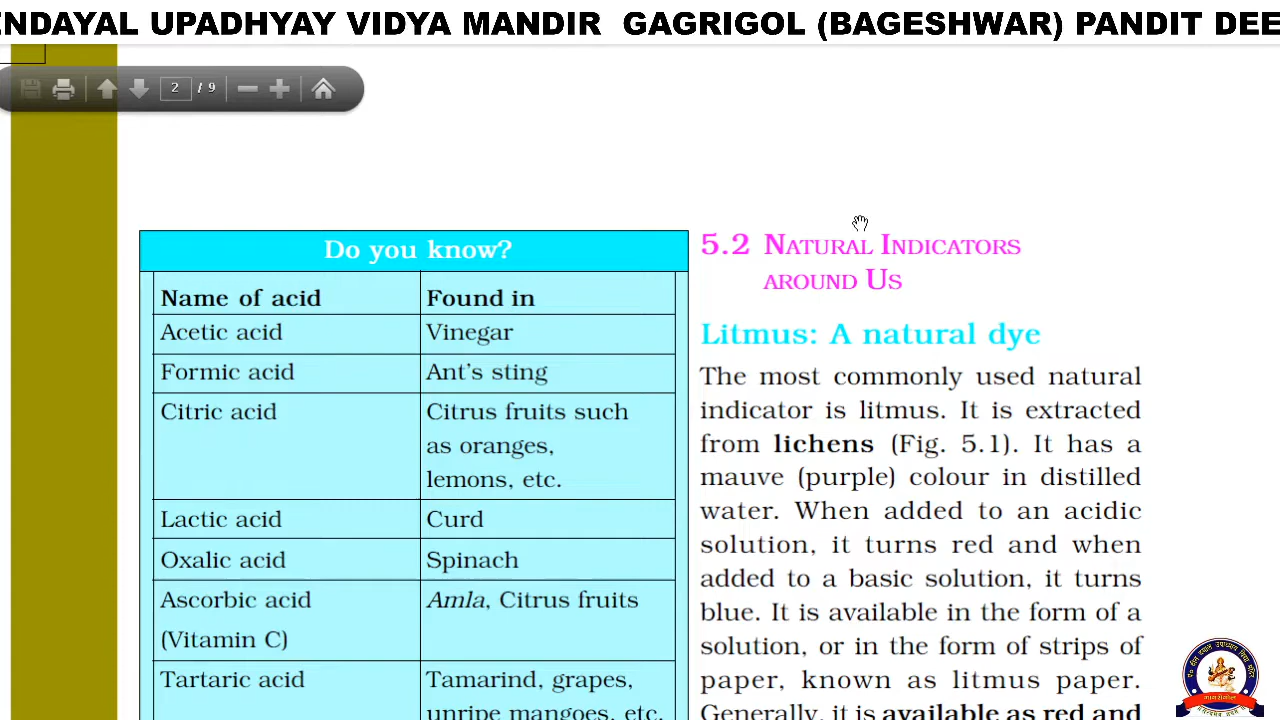 ENDAYAL UPADHYAY VIDYA MANDIR GAGRIGOL (BAGESHWAR) PANDIT DEE
2 / 9
Do you know?
Name of acid Found in
Acetic acid Vinegar
Formic acid Ant's sting
Citric acid Citrus fruits such
as oranges,
lemons, etc.
Lactic acid Curd
Oxalic acid Spinach
Ascorbic acid Amla, Citrus fruits
(Vitamin C)
Tartaric acid Tamarind, grapes,
unripe mangoes, etc.
5.2 NATURAL INDICATORS
AROUND US
Litmus: A natural dye
The most commonly used natural
indicator is litmus. It is extracted
from lichens (Fig. 5.1). It has a
mauve (purple) colour in distilled
water. When added to an acidic
solution, it turns red and when
added to a basic solution, it turns
blue. It is available in the form of a
solution, or in the form of strips of
paper, known as litmus paper.
Generally, it is available as red and